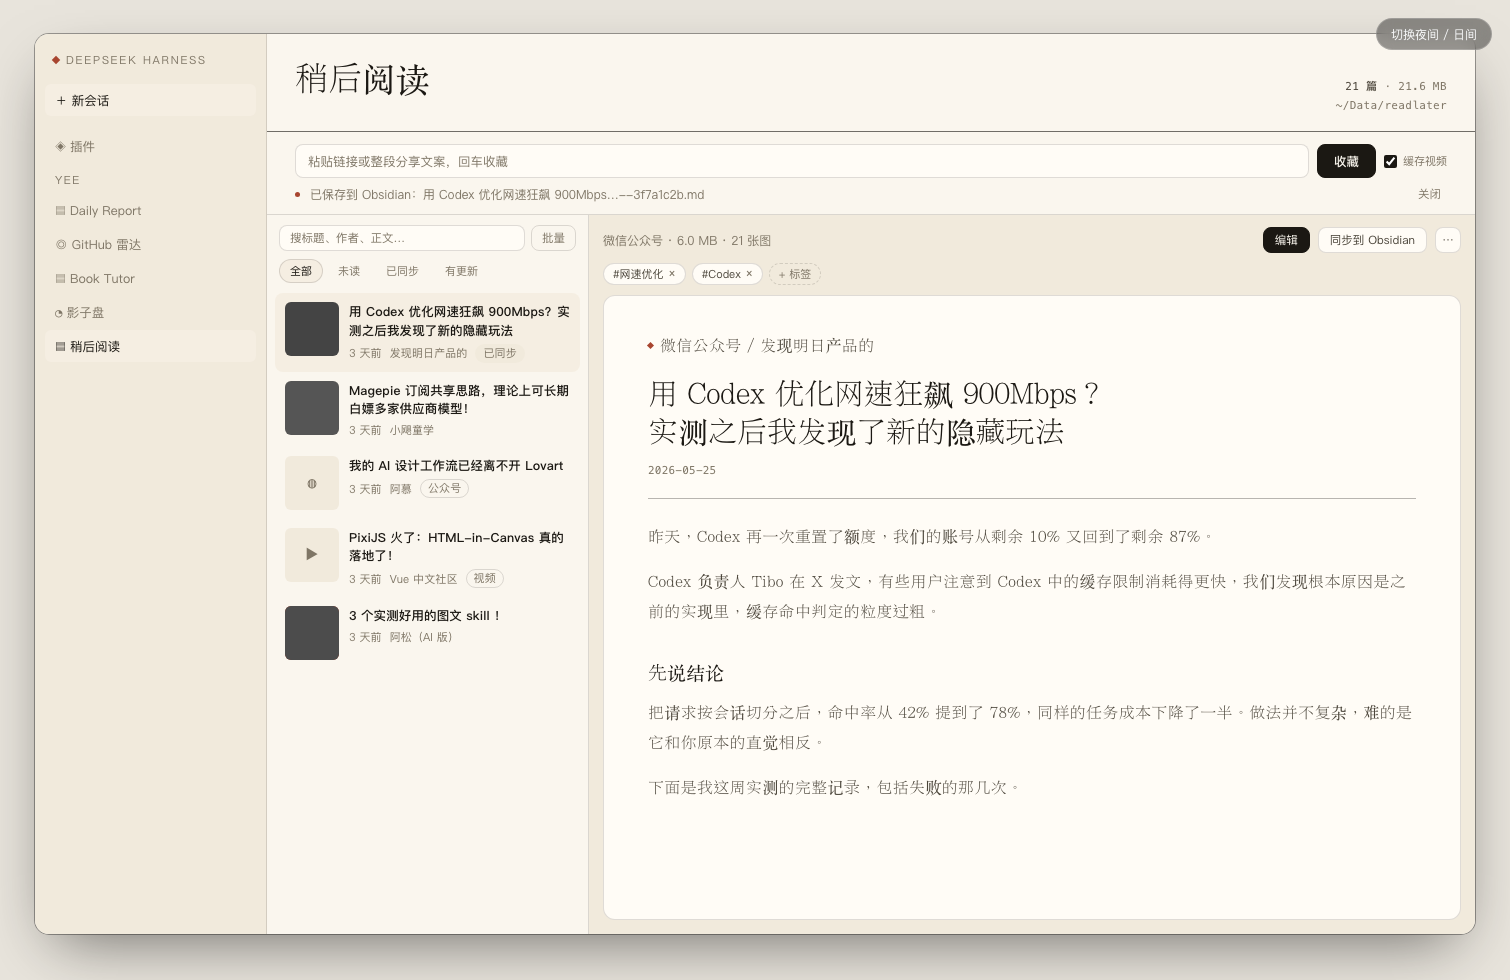 切换夜间 / 日间
DEEPSEEK HARNESS
+ 新会话
插件
YEE
Daily Report
GitHub 雷达
Book Tutor
影子盘
稍后阅读
稍后阅读
21 篇 · 21.6 MB
~/Data/readlater
粘贴链接或整段分享文案，回车收藏
收藏
缓存视频
已保存到 Obsidian：用 Codex 优化网速狂飙 900Mbps...--3f7a1c2b.md
关闭
搜标题、作者、正文...
批量
全部
未读
已同步
有更新
用 Codex 优化网速狂飙 900Mbps？实
测之后我发现了新的隐藏玩法
3 天前 发现明日产品的 已同步
Magepie 订阅共享思路，理论上可长期
白嫖多家供应商模型！
3 天前 小飓童学
我的 AI 设计工作流已经离不开 Lovart
3 天前 阿慕 公众号
PixiJS 火了：HTML-in-Canvas 真的
落地了！
3 天前 Vue 中文社区 视频
3 个实测好用的图文 skill！
3 天前 阿松（AI 版）
微信公众号 · 6.0 MB · 21 张图
编辑
同步到 Obsidian
···
#网速优化 ×
#Codex ×
+ 标签
微信公众号 / 发现明日产品的
用 Codex 优化网速狂飙 900Mbps？
实测之后我发现了新的隐藏玩法
2026-05-25
昨天，Codex 再一次重置了额度，我们的账号从剩余 10% 又回到了剩余 87%。
Codex 负责人 Tibo 在 X 发文，有些用户注意到 Codex 中的缓存限制消耗得更快，我们发现根本原因是之
前的实现里，缓存命中判定的粒度过粗。
先说结论
把请求按会话切分之后，命中率从 42% 提到了 78%，同样的任务成本下降了一半。做法并不复杂，难的是
它和你原本的直觉相反。
下面是我这周实测的完整记录，包括失败的那几次。